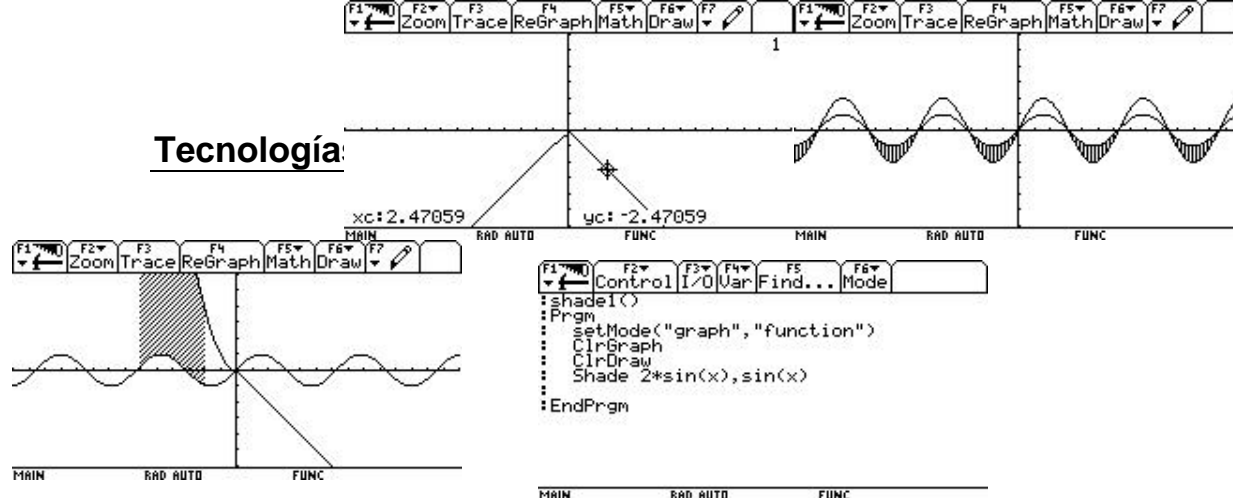 F1 F2 Zoom F3 Trace F4 ReGraph F5 Math F6 Draw F7
1
xc:2.47059 yc:-2.47059
MAIN RAD AUTO FUNC
F1 F2 Zoom F3 Trace F4 ReGraph F5 Math F6 Draw F7
MAIN RAD AUTO FUNC
Tecnologías
F1 F2 Zoom F3 Trace F4 ReGraph F5 Math F6 Draw F7
MAIN RAD AUTO FUNC
F1 F2 Control F3 I/O F4 Var F5 Find... F6 Mode
:shade1()
:Prgm
: setMode("graph","function")
: ClrGraph
: ClrDraw
: Shade 2*sin(x),sin(x)
:
:EndPrgm
MAIN RAD AUTO FUNC